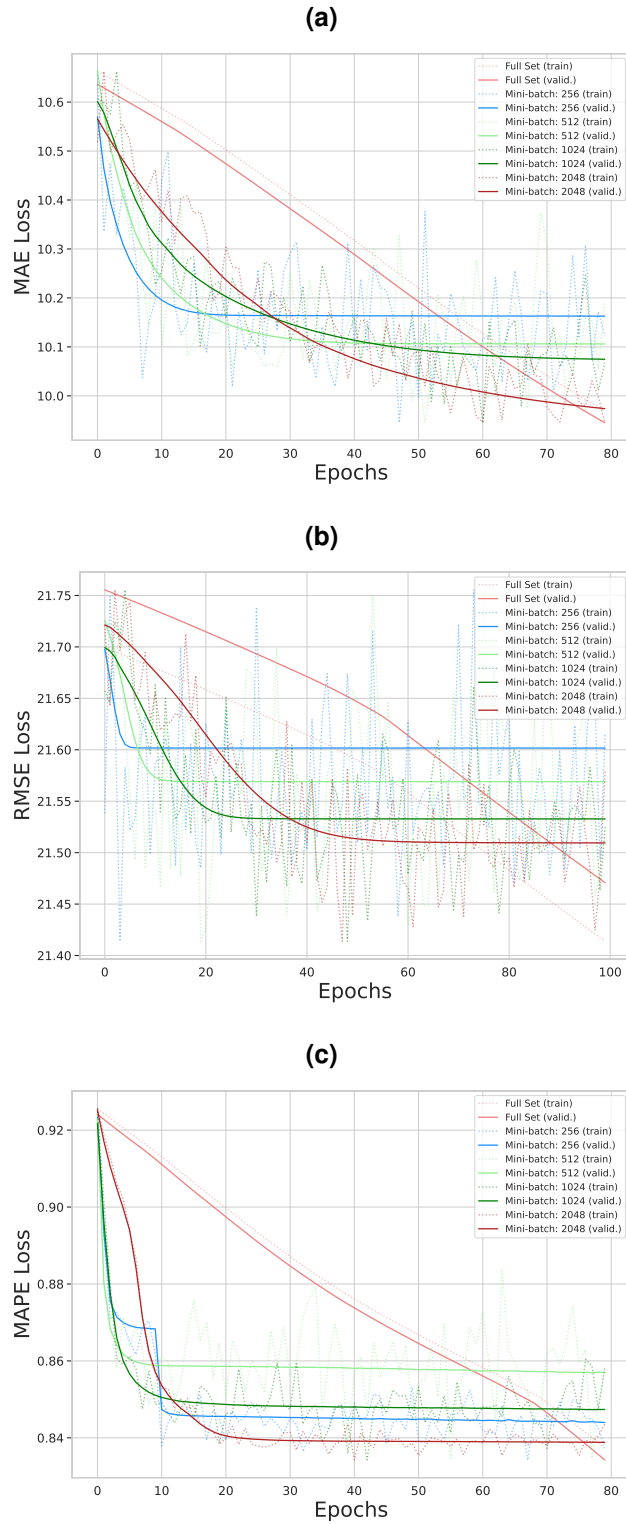 (a)
MAE Loss
10.6
10.5
10.4
10.3
10.2
10.1
10.0
0 10 20 30 40 50 60 70 80
Epochs
Full Set (train)
Full Set (valid.)
Mini-batch: 256 (train)
Mini-batch: 256 (valid.)
Mini-batch: 512 (train)
Mini-batch: 512 (valid.)
Mini-batch: 1024 (train)
Mini-batch: 1024 (valid.)
Mini-batch: 2048 (train)
Mini-batch: 2048 (valid.)
(b)
RMSE Loss
21.75
21.70
21.65
21.60
21.55
21.50
21.45
21.40
0 20 40 60 80 100
Epochs
Full Set (train)
Full Set (valid.)
Mini-batch: 256 (train)
Mini-batch: 256 (valid.)
Mini-batch: 512 (train)
Mini-batch: 512 (valid.)
Mini-batch: 1024 (train)
Mini-batch: 1024 (valid.)
Mini-batch: 2048 (train)
Mini-batch: 2048 (valid.)
(c)
MAPE Loss
0.92
0.90
0.88
0.86
0.84
0 10 20 30 40 50 60 70 80
Epochs
Full Set (train)
Full Set (valid.)
Mini-batch: 256 (train)
Mini-batch: 256 (valid.)
Mini-batch: 512 (train)
Mini-batch: 512 (valid.)
Mini-batch: 1024 (train)
Mini-batch: 1024 (valid.)
Mini-batch: 2048 (train)
Mini-batch: 2048 (valid.)